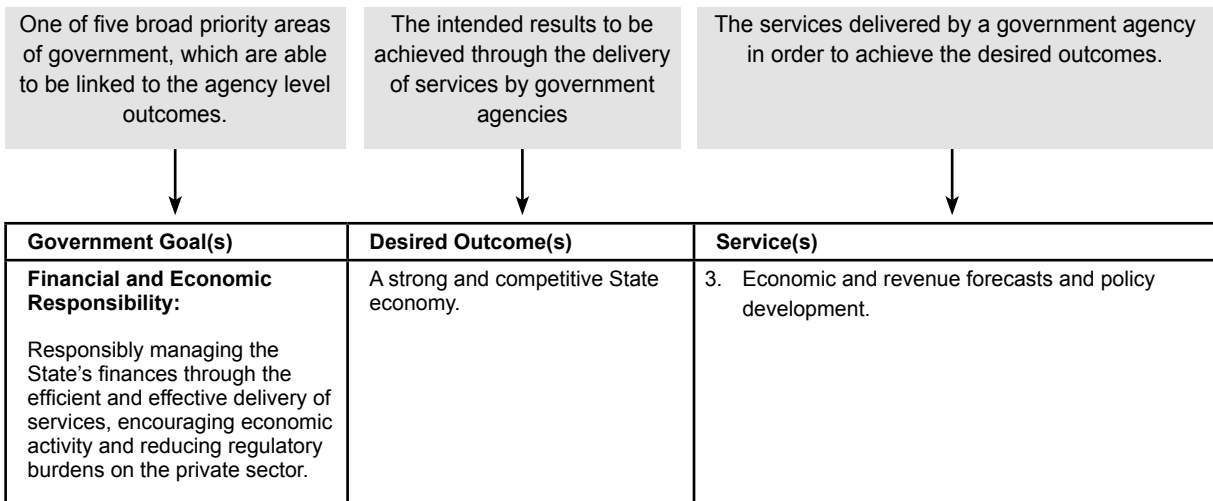 One of five broad priority areas
of government, which are able
to be linked to the agency level
outcomes.
The intended results to be
achieved through the delivery
of services by government
agencies
The services delivered by a government agency
in order to achieve the desired outcomes.
Government Goal(s)
Desired Outcome(s)
Service(s)
Financial and Economic
Responsibility:
Responsibly managing the
State’s finances through the
efficient and effective delivery of
services, encouraging economic
activity and reducing regulatory
burdens on the private sector.
A strong and competitive State
economy.
3. Economic and revenue forecasts and policy
development.